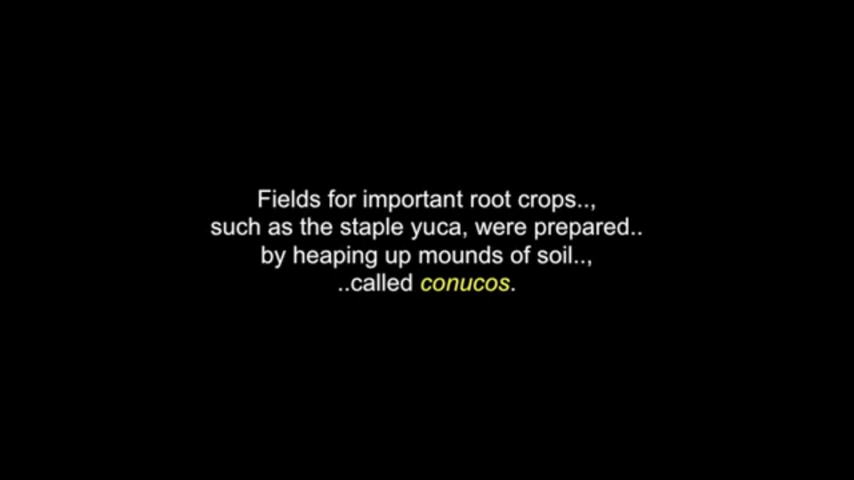 Fields for important root crops..,
such as the staple yuca, were prepared..
by heaping up mounds of soil..,
..called conucos.